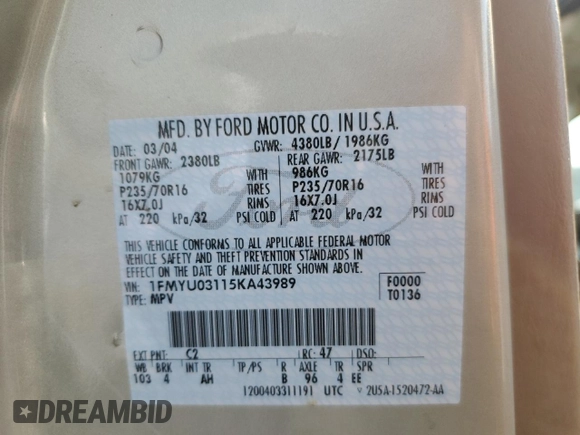 MFD. BY FORD MOTOR CO. IN U.S.A.
DATE: 03/04 GVWR: 4380LB/ 1986KG
FRONT GAWR: 2380LB REAR GAWR: 2175LB
1079KG WITH 986KG WITH
P235/70R16 TIRES P235/70R16 TIRES
16X7.0J RIMS 16X7.0J RIMS
AT 220 kPa/32 PSI COLD AT 220 kPa/32 PSI COLD
THIS VEHICLE CONFORMS TO ALL APPLICABLE FEDERAL MOTOR
VEHICLE SAFETY AND THEFT PREVENTION STANDARDS IN
EFFECT ON THE DATE OF MANUFACTURE SHOWN ABOVE.
VIN: 1FMYU03115KA43989 F0000
TYPE: MPV T0136
EXT PNT: C2 RC: 47 DSO:
WB BRK INT TR TP/PS R AXLE TR SPR
103 4 AH B 96 4 EE
1200403311191 UTC 2U5A-1520472-AA
Ford
DREAMBID